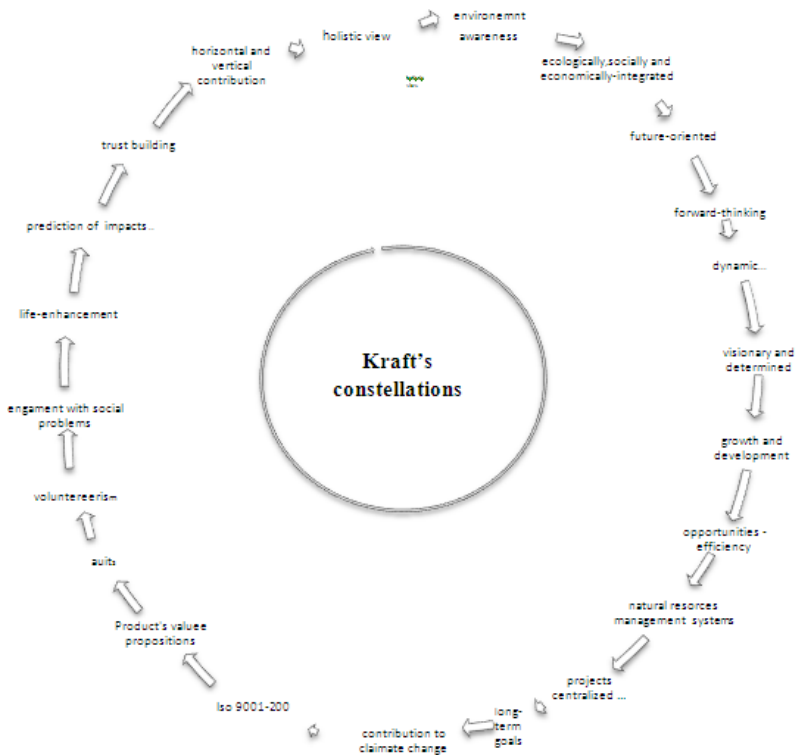 environemnt
awareness
ecologically,socially and
economically-integrated
future-oriented
forward-thinking
dynamic...
visionary and
determined
growth and
development
opportunities -
efficiency
natural resorces
management systems
projects
centralized ...
long-
term
goals
contribution to
claimate change
Iso 9001-200
Product's valuee
propositions
auits
voluntereerism
engament with social
problems
life-enhancement
prediction of impacts..
trust building
horizontal and
vertical
contribution
holistic view
Kraft's
constellations